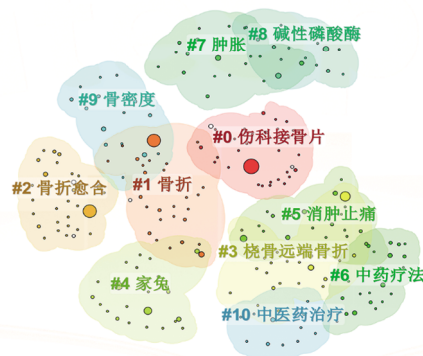 #7 肿胀
#8 碱性磷酸酶
#9 骨密度
#0 伤科接骨片
#2 骨折愈合
#1 骨折
#5 消肿止痛
#3 桡骨远端骨折
#6 中药疗法
#4 家兔
#10 中医药治疗